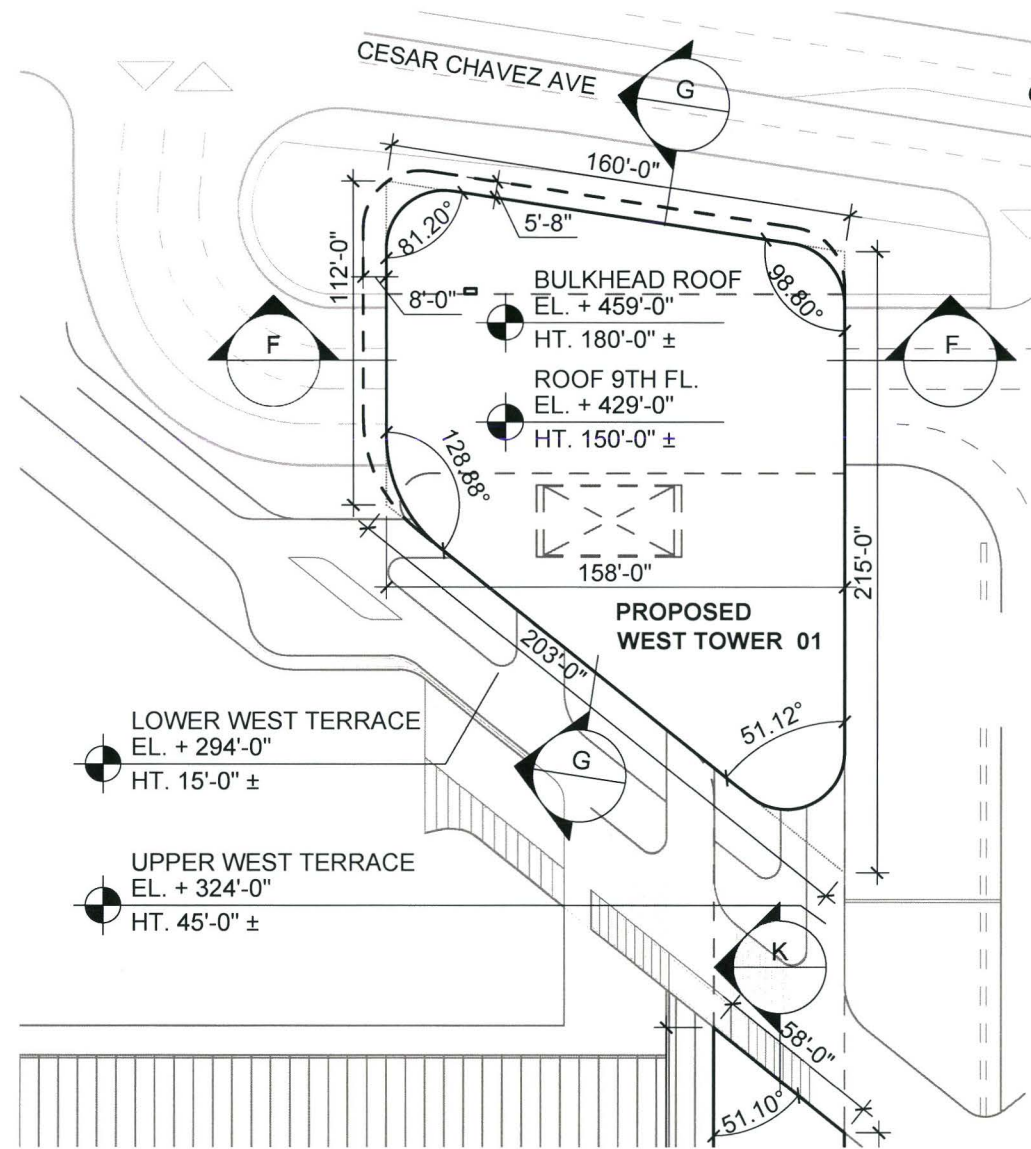 CESAR CHAVEZ AVE
G
160'-0"
5'-8"
81.20°
112'-0"
98.80°
8'-0"
BULKHEAD ROOF
EL. + 459'-0"
HT. 180'-0" ±
F
F
ROOF 9TH FL.
EL. + 429'-0"
HT. 150'-0" ±
128.88°
215'-0"
158'-0"
PROPOSED
WEST TOWER 01
203'-0"
51.12°
LOWER WEST TERRACE
EL. + 294'-0"
HT. 15'-0" ±
G
UPPER WEST TERRACE
EL. + 324'-0"
HT. 45'-0" ±
K
58'-0"
51.10°